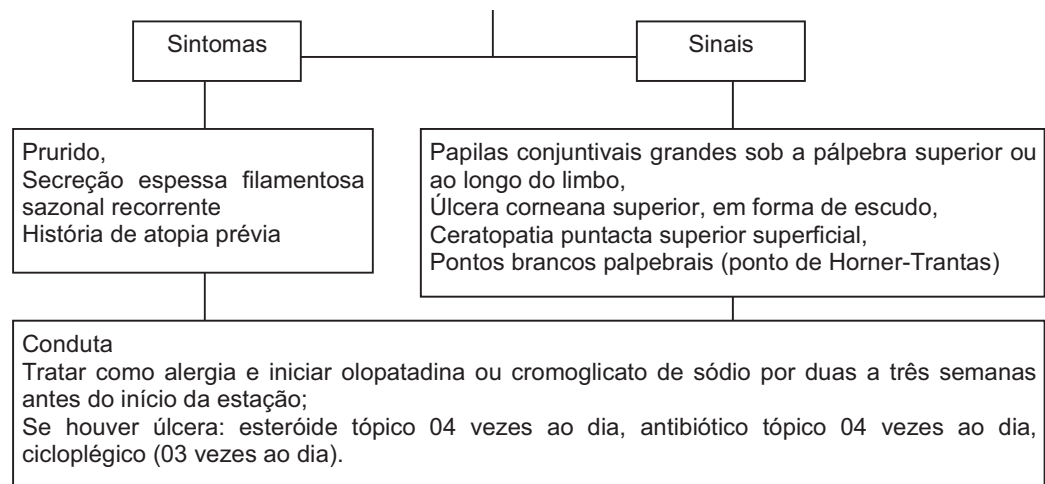 Sintomas
Sinais
Prurido,
Secreção espessa filamentosa
sazonal recorrente
História de atopia prévia
Papilas conjuntivais grandes sob a pálpebra superior ou
ao longo do limbo,
Úlcera corneana superior, em forma de escudo,
Ceratopatia puntacta superior superficial,
Pontos brancos palpebrais (ponto de Horner-Trantas)
Conduta
Tratar como alergia e iniciar olopatadina ou cromoglicato de sódio por duas a três semanas
antes do início da estação;
Se houver úlcera: esteróide tópico 04 vezes ao dia, antibiótico tópico 04 vezes ao dia,
cicloplégico (03 vezes ao dia).